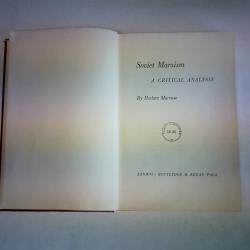 Soviet Marxism
A CRITICAL ANALYSIS
By Herbert Marcuse
LONDON: ROUTLEDGE & KEGAN PAUL